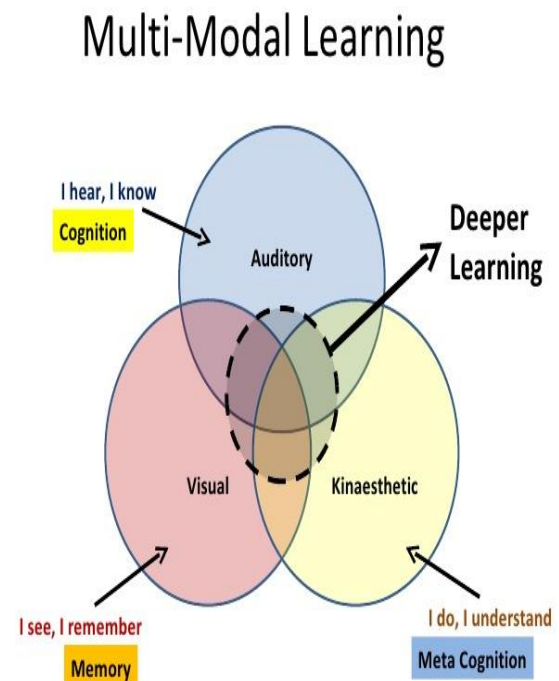 Multi-Modal Learning
I hear, I know
Cognition
Auditory
Deeper
Learning
Visual
Kinaesthetic
I see, I remember
Memory
I do, I understand
Meta Cognition